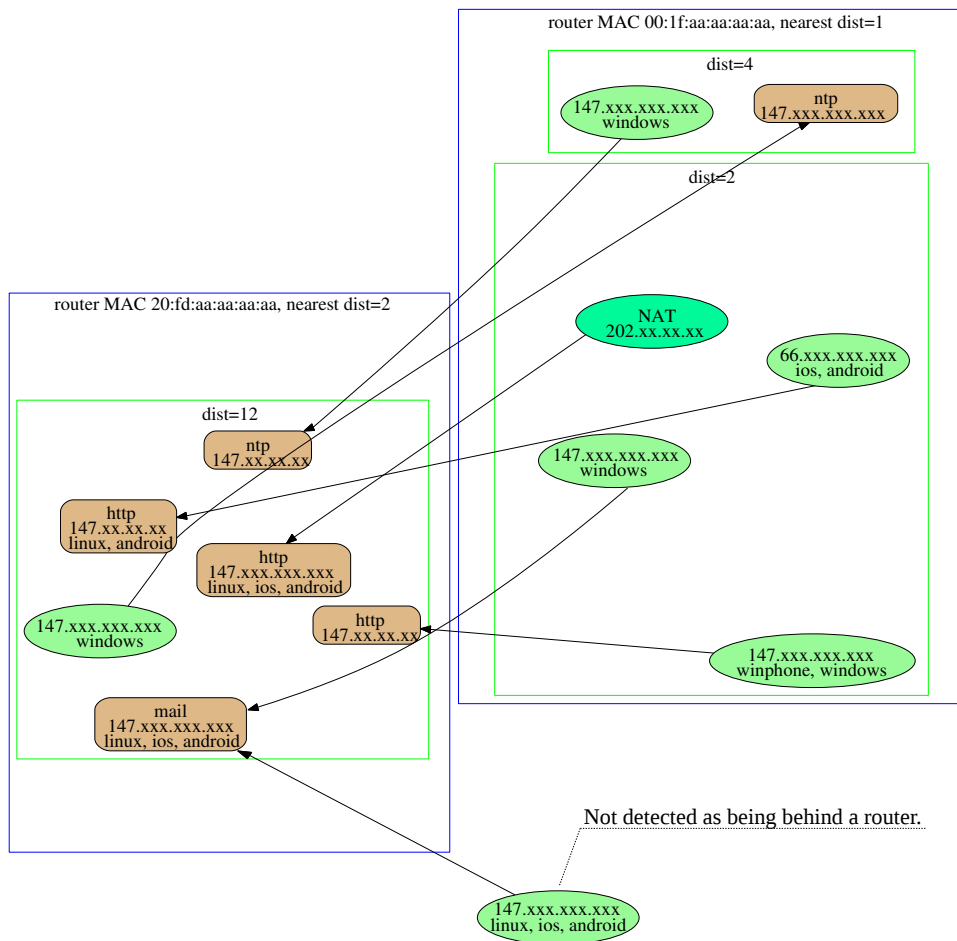 router MAC 00:1f:aa:aa:aa:aa, nearest dist=1
dist=4
147.xxx.xxx.xxx
windows
ntp
147.xxx.xxx.xxx
dist=2
NAT
202.xx.xx.xx
66.xxx.xxx.xxx
ios, android
147.xxx.xxx.xxx
windows
147.xxx.xxx.xxx
winphone, windows
router MAC 20:fd:aa:aa:aa:aa, nearest dist=2
dist=12
ntp
147.xx.xx.xx
http
147.xx.xx.xx
linux, android
http
147.xxx.xxx.xxx
linux, ios, android
http
147.xx.xx.xx
147.xxx.xxx.xxx
windows
mail
147.xxx.xxx.xxx
linux, ios, android
Not detected as being behind a router.
147.xxx.xxx.xxx
linux, ios, android